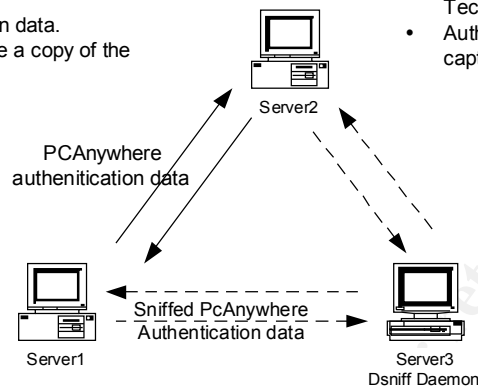 n data.
e a copy of the
Tec
• Auth
capt
Server2
PCAnywhere
authenitication data
Sniffed PcAnywhere
Authentication data
Server1
Server3
Dsniff Daemon